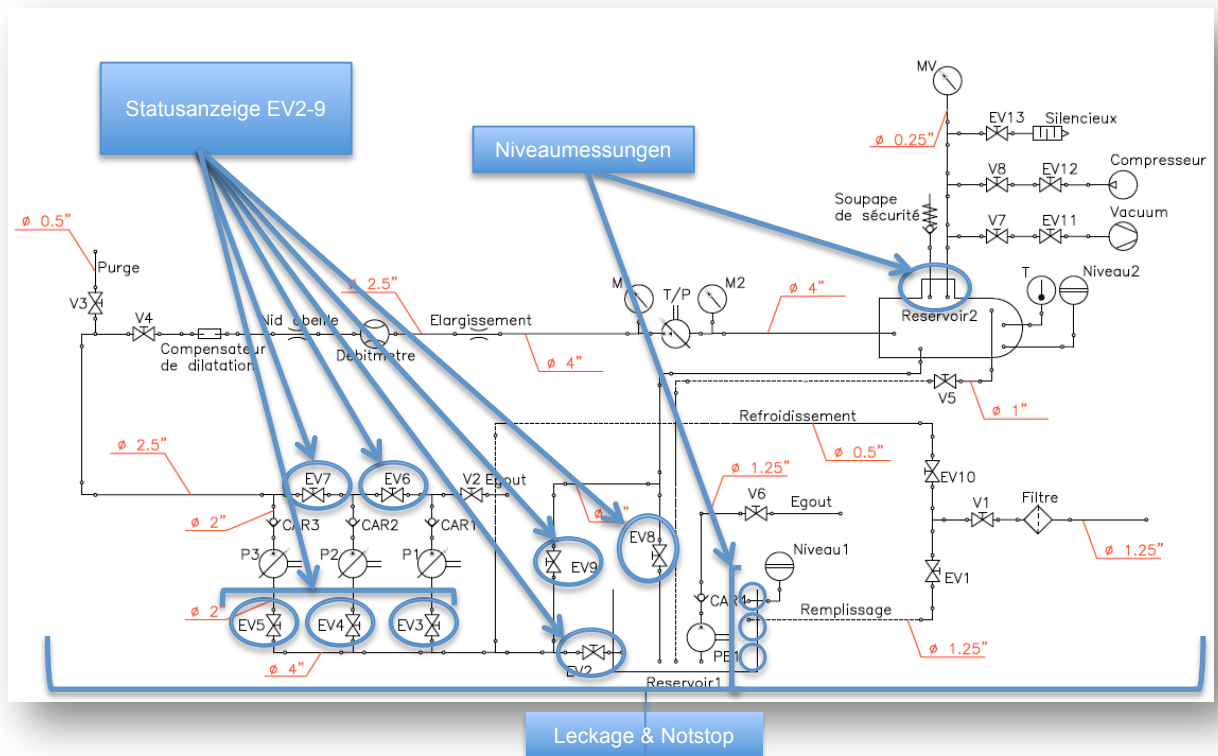 MV
Statusanzeige EV2-9
EV13
Silencieux
ø 0.25"
Niveaumessungen
V8
EV12
Compresseur
Soupape
de sécurité
V7
EV11
Vacuum
ø 0.5"
Purge
V3
ø 2.5"
M
T/P
M2
ø 4"
T
Niveau2
V4
Nid abeille
Elargissement
Reservoir2
Compensateur
de dilatation
Débitmètre
ø 4"
V5
ø 1"
Refroidissement
ø 2.5"
ø 0.5"
ø 1.25"
EV7
EV6
V2
Egout
EV10
V6
Egout
V1
Filtre
ø 2"
CAR3
CAR2
CAR1
EV8
ø 1.25"
P3
P2
P1
EV9
Niveau1
EV1
CAR4
Remplissage
ø 2"
EV5
EV4
EV3
ø 1.25"
PE1
ø 4"
EV2
Reservoir1
Leckage & Notstop